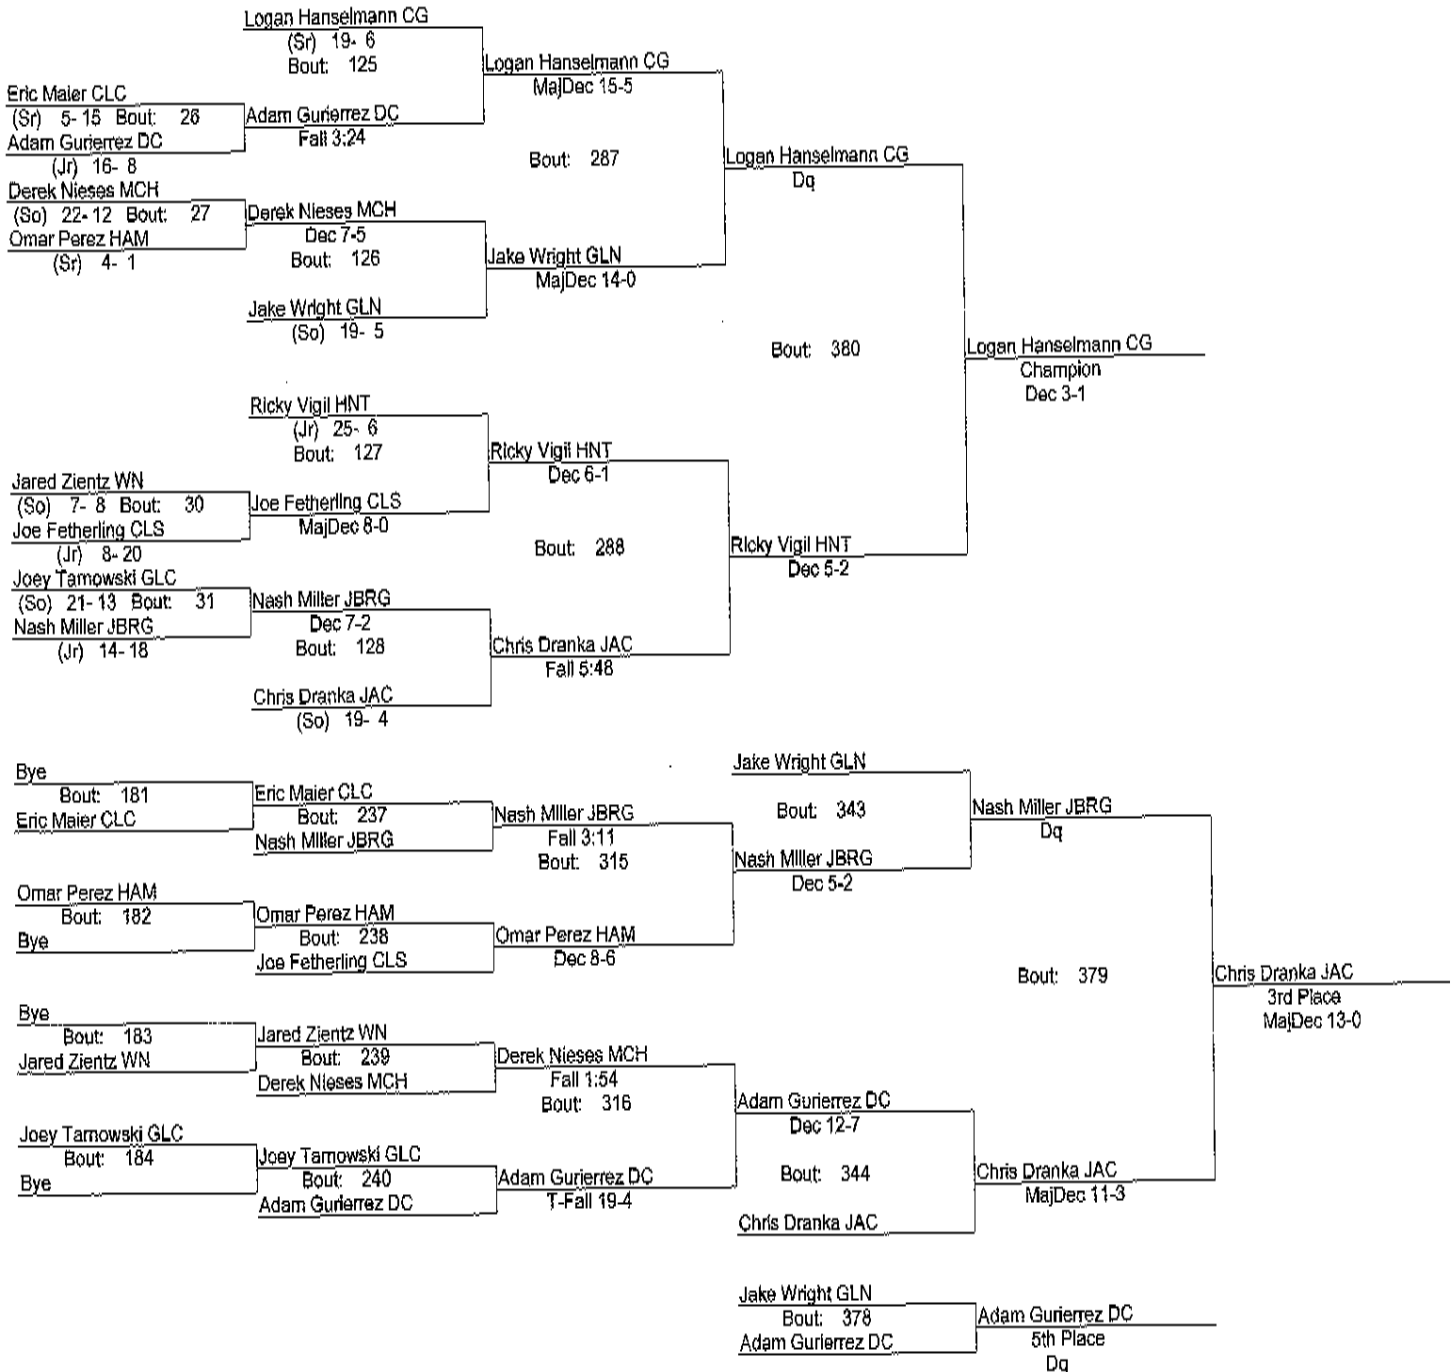 Logan Hanselmann CG
(Sr) 19- 6
Bout: 125
Logan Hanselmann CG
MajDec 15-5
Eric Maier CLC
(Sr) 5- 15 Bout: 26
Adam Gurierrez DC
(Jr) 16- 8
Adam Gurierrez DC
Fall 3:24
Bout: 287
Logan Hanselmann CG
Dq
Derek Nieses MCH
(So) 22- 12 Bout: 27
Omar Perez HAM
(Sr) 4- 1
Derek Nieses MCH
Dec 7-5
Bout: 126
Jake Wright GLN
MajDec 14-0
Jake Wright GLN
(So) 19- 5
Bout: 380
Logan Hanselmann CG
Champion
Dec 3-1
Ricky Vigil HNT
(Jr) 25- 6
Bout: 127
Ricky Vigil HNT
Dec 6-1
Jared Zientz WN
(So) 7- 8 Bout: 30
Joe Fetherling CLS
(Jr) 8- 20
Joe Fetherling CLS
MajDec 8-0
Bout: 288
Ricky Vigil HNT
Dec 5-2
Joey Tarnowski GLC
(So) 21- 13 Bout: 31
Nash Miller JBRG
(Jr) 14- 18
Nash Miller JBRG
Dec 7-2
Bout: 128
Chris Dranka JAC
Fall 5:48
Chris Dranka JAC
(So) 19- 4
Bye
Bout: 181
Eric Maier CLC
Eric Maier CLC
Bout: 237
Nash Miller JBRG
Nash Miller JBRG
Fall 3:11
Bout: 315
Jake Wright GLN
Bout: 343
Nash Miller JBRG
Dec 5-2
Nash Miller JBRG
Dq
Omar Perez HAM
Bout: 182
Bye
Omar Perez HAM
Bout: 238
Joe Fetherling CLS
Omar Perez HAM
Dec 8-6
Bout: 379
Chris Dranka JAC
3rd Place
MajDec 13-0
Bye
Bout: 183
Jared Zientz WN
Jared Zientz WN
Bout: 239
Derek Nieses MCH
Derek Nieses MCH
Fall 1:54
Bout: 316
Adam Gurierrez DC
Dec 12-7
Bout: 344
Chris Dranka JAC
Chris Dranka JAC
MajDec 11-3
Joey Tarnowski GLC
Bout: 184
Bye
Joey Tarnowski GLC
Bout: 240
Adam Gurierrez DC
Adam Gurierrez DC
T-Fall 19-4
Jake Wright GLN
Bout: 378
Adam Gurierrez DC
Adam Gurierrez DC
5th Place
Dq